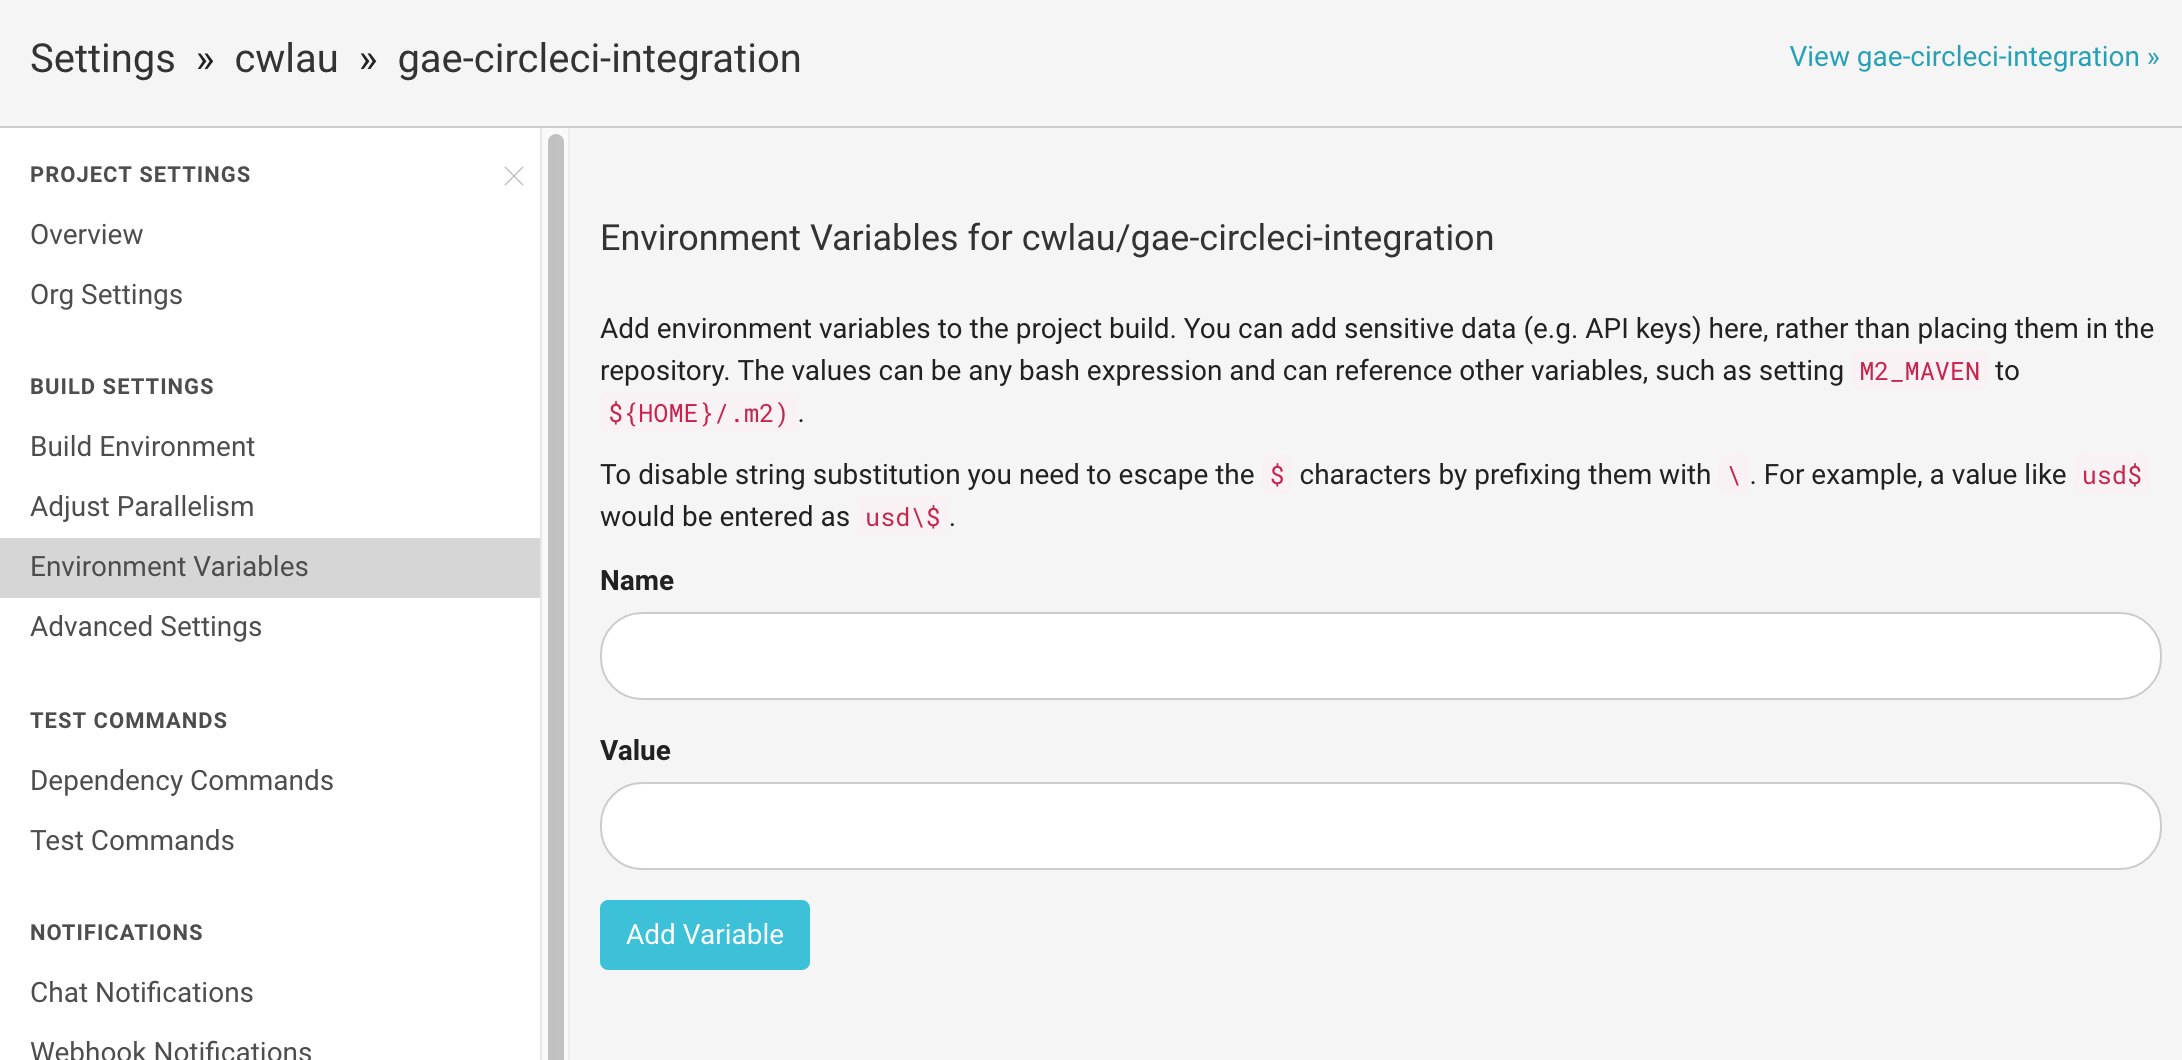 Settings » cwlau » gae-circleci-integration
View gae-circleci-integration »
PROJECT SETTINGS
Overview
Org Settings
BUILD SETTINGS
Build Environment
Adjust Parallelism
Environment Variables
Advanced Settings
TEST COMMANDS
Dependency Commands
Test Commands
NOTIFICATIONS
Chat Notifications
Webhook Notifications
Environment Variables for cwlau/gae-circleci-integration
Add environment variables to the project build. You can add sensitive data (e.g. API keys) here, rather than placing them in the
repository. The values can be any bash expression and can reference other variables, such as setting M2_MAVEN to
${HOME}/.m2) .
To disable string substitution you need to escape the $ characters by prefixing them with \ . For example, a value like usd$
would be entered as usd\$ .
Name
Value
Add Variable